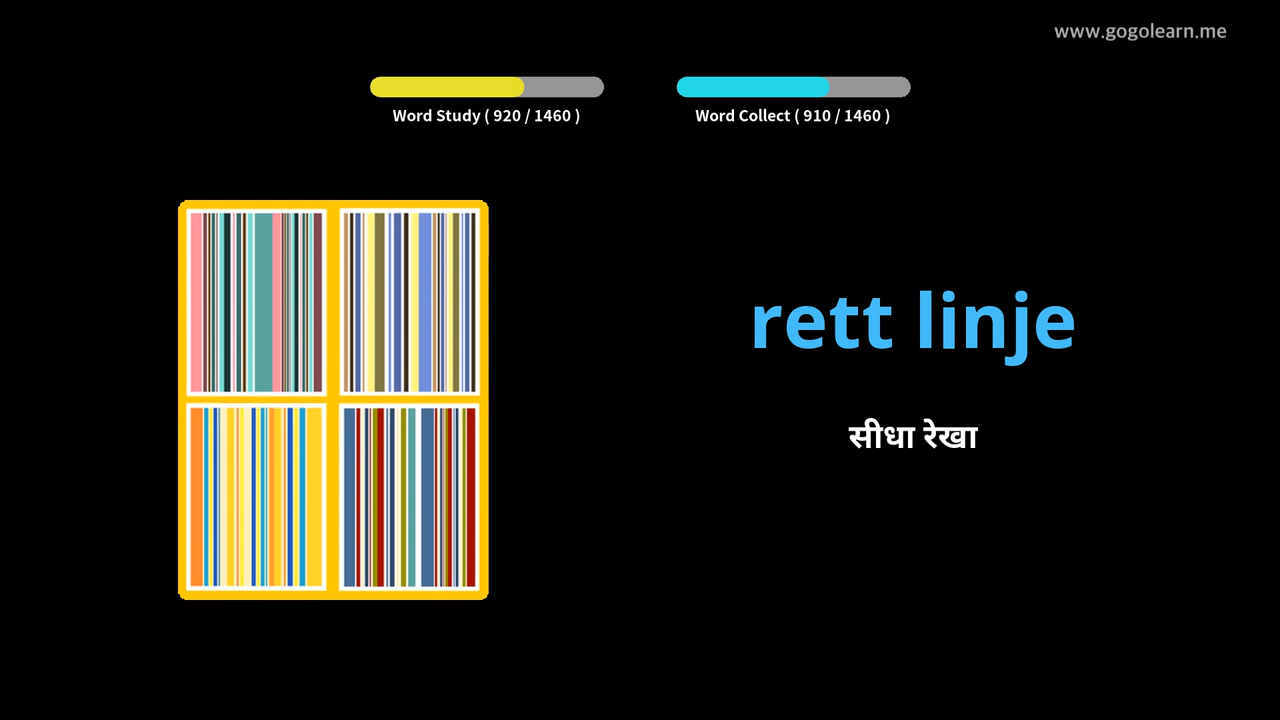 www.gogolearn.me
Word Study ( 920 / 1460 )
Word Collect ( 910 / 1460 )
rett linje
सीधा रेखा